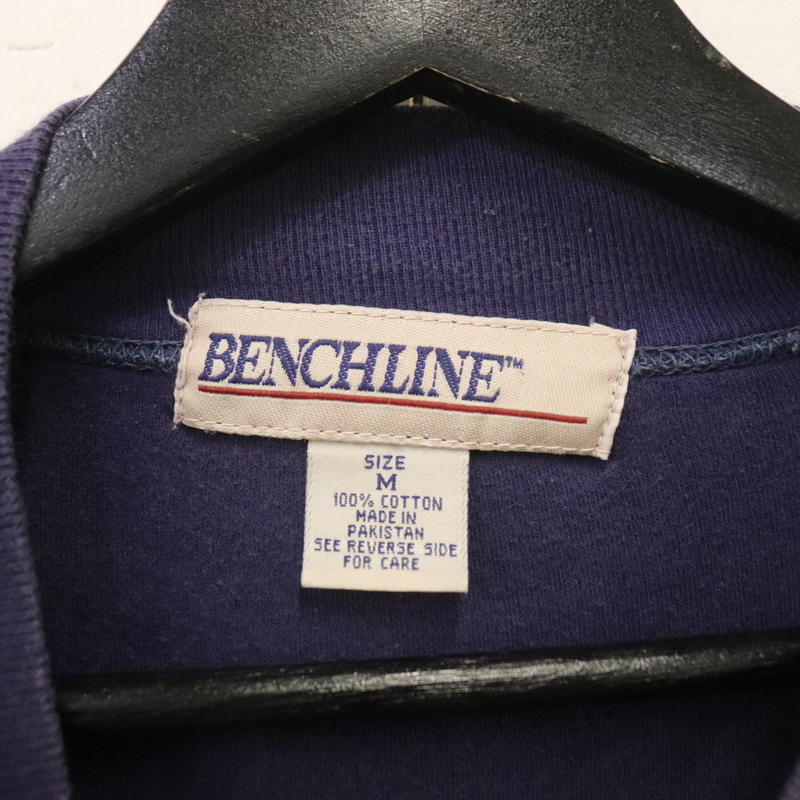 BENCHLINE™
SIZE
M
100% COTTON
MADE IN
PAKISTAN
SEE REVERSE SIDE
FOR CARE